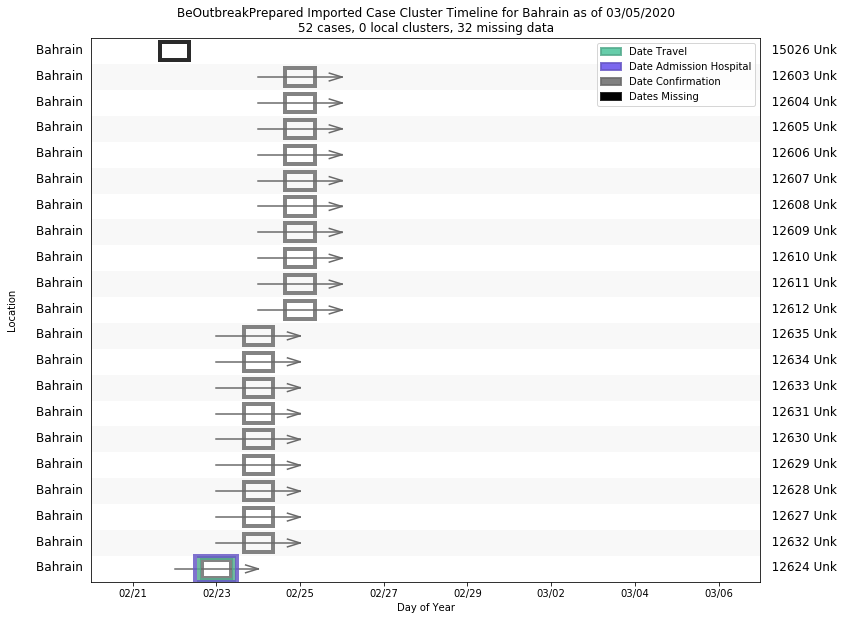 BeOutbreakPrepared Imported Case Cluster Timeline for Bahrain as of 03/05/2020
52 cases, 0 local clusters, 32 missing data
Date Travel
Date Admission Hospital
Date Confirmation
Dates Missing
Location
Bahrain 15026 Unk
Bahrain 12603 Unk
Bahrain 12604 Unk
Bahrain 12605 Unk
Bahrain 12606 Unk
Bahrain 12607 Unk
Bahrain 12608 Unk
Bahrain 12609 Unk
Bahrain 12610 Unk
Bahrain 12611 Unk
Bahrain 12612 Unk
Bahrain 12635 Unk
Bahrain 12634 Unk
Bahrain 12633 Unk
Bahrain 12631 Unk
Bahrain 12630 Unk
Bahrain 12629 Unk
Bahrain 12628 Unk
Bahrain 12627 Unk
Bahrain 12632 Unk
Bahrain 12624 Unk
02/21 02/23 02/25 02/27 02/29 03/02 03/04 03/06
Day of Year